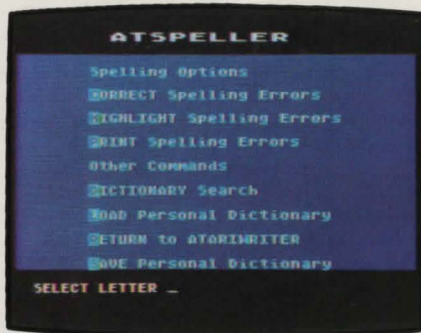 ATSPELLER
Spelling Options
CORRECT Spelling Errors
HIGHLIGHT Spelling Errors
PRINT Spelling Errors
Other Commands
DICTIONARY Search
LOAD Personal Dictionary
RETURN to ATARIWRITER
SAVE Personal Dictionary
SELECT LETTER _